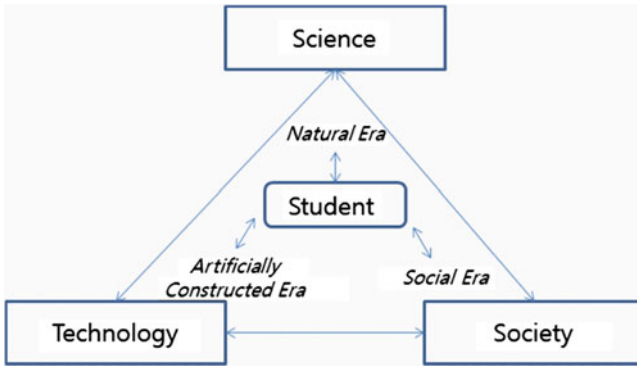 Science
Natural Era
Student
Artificially
Constructed Era
Social Era
Technology
Society